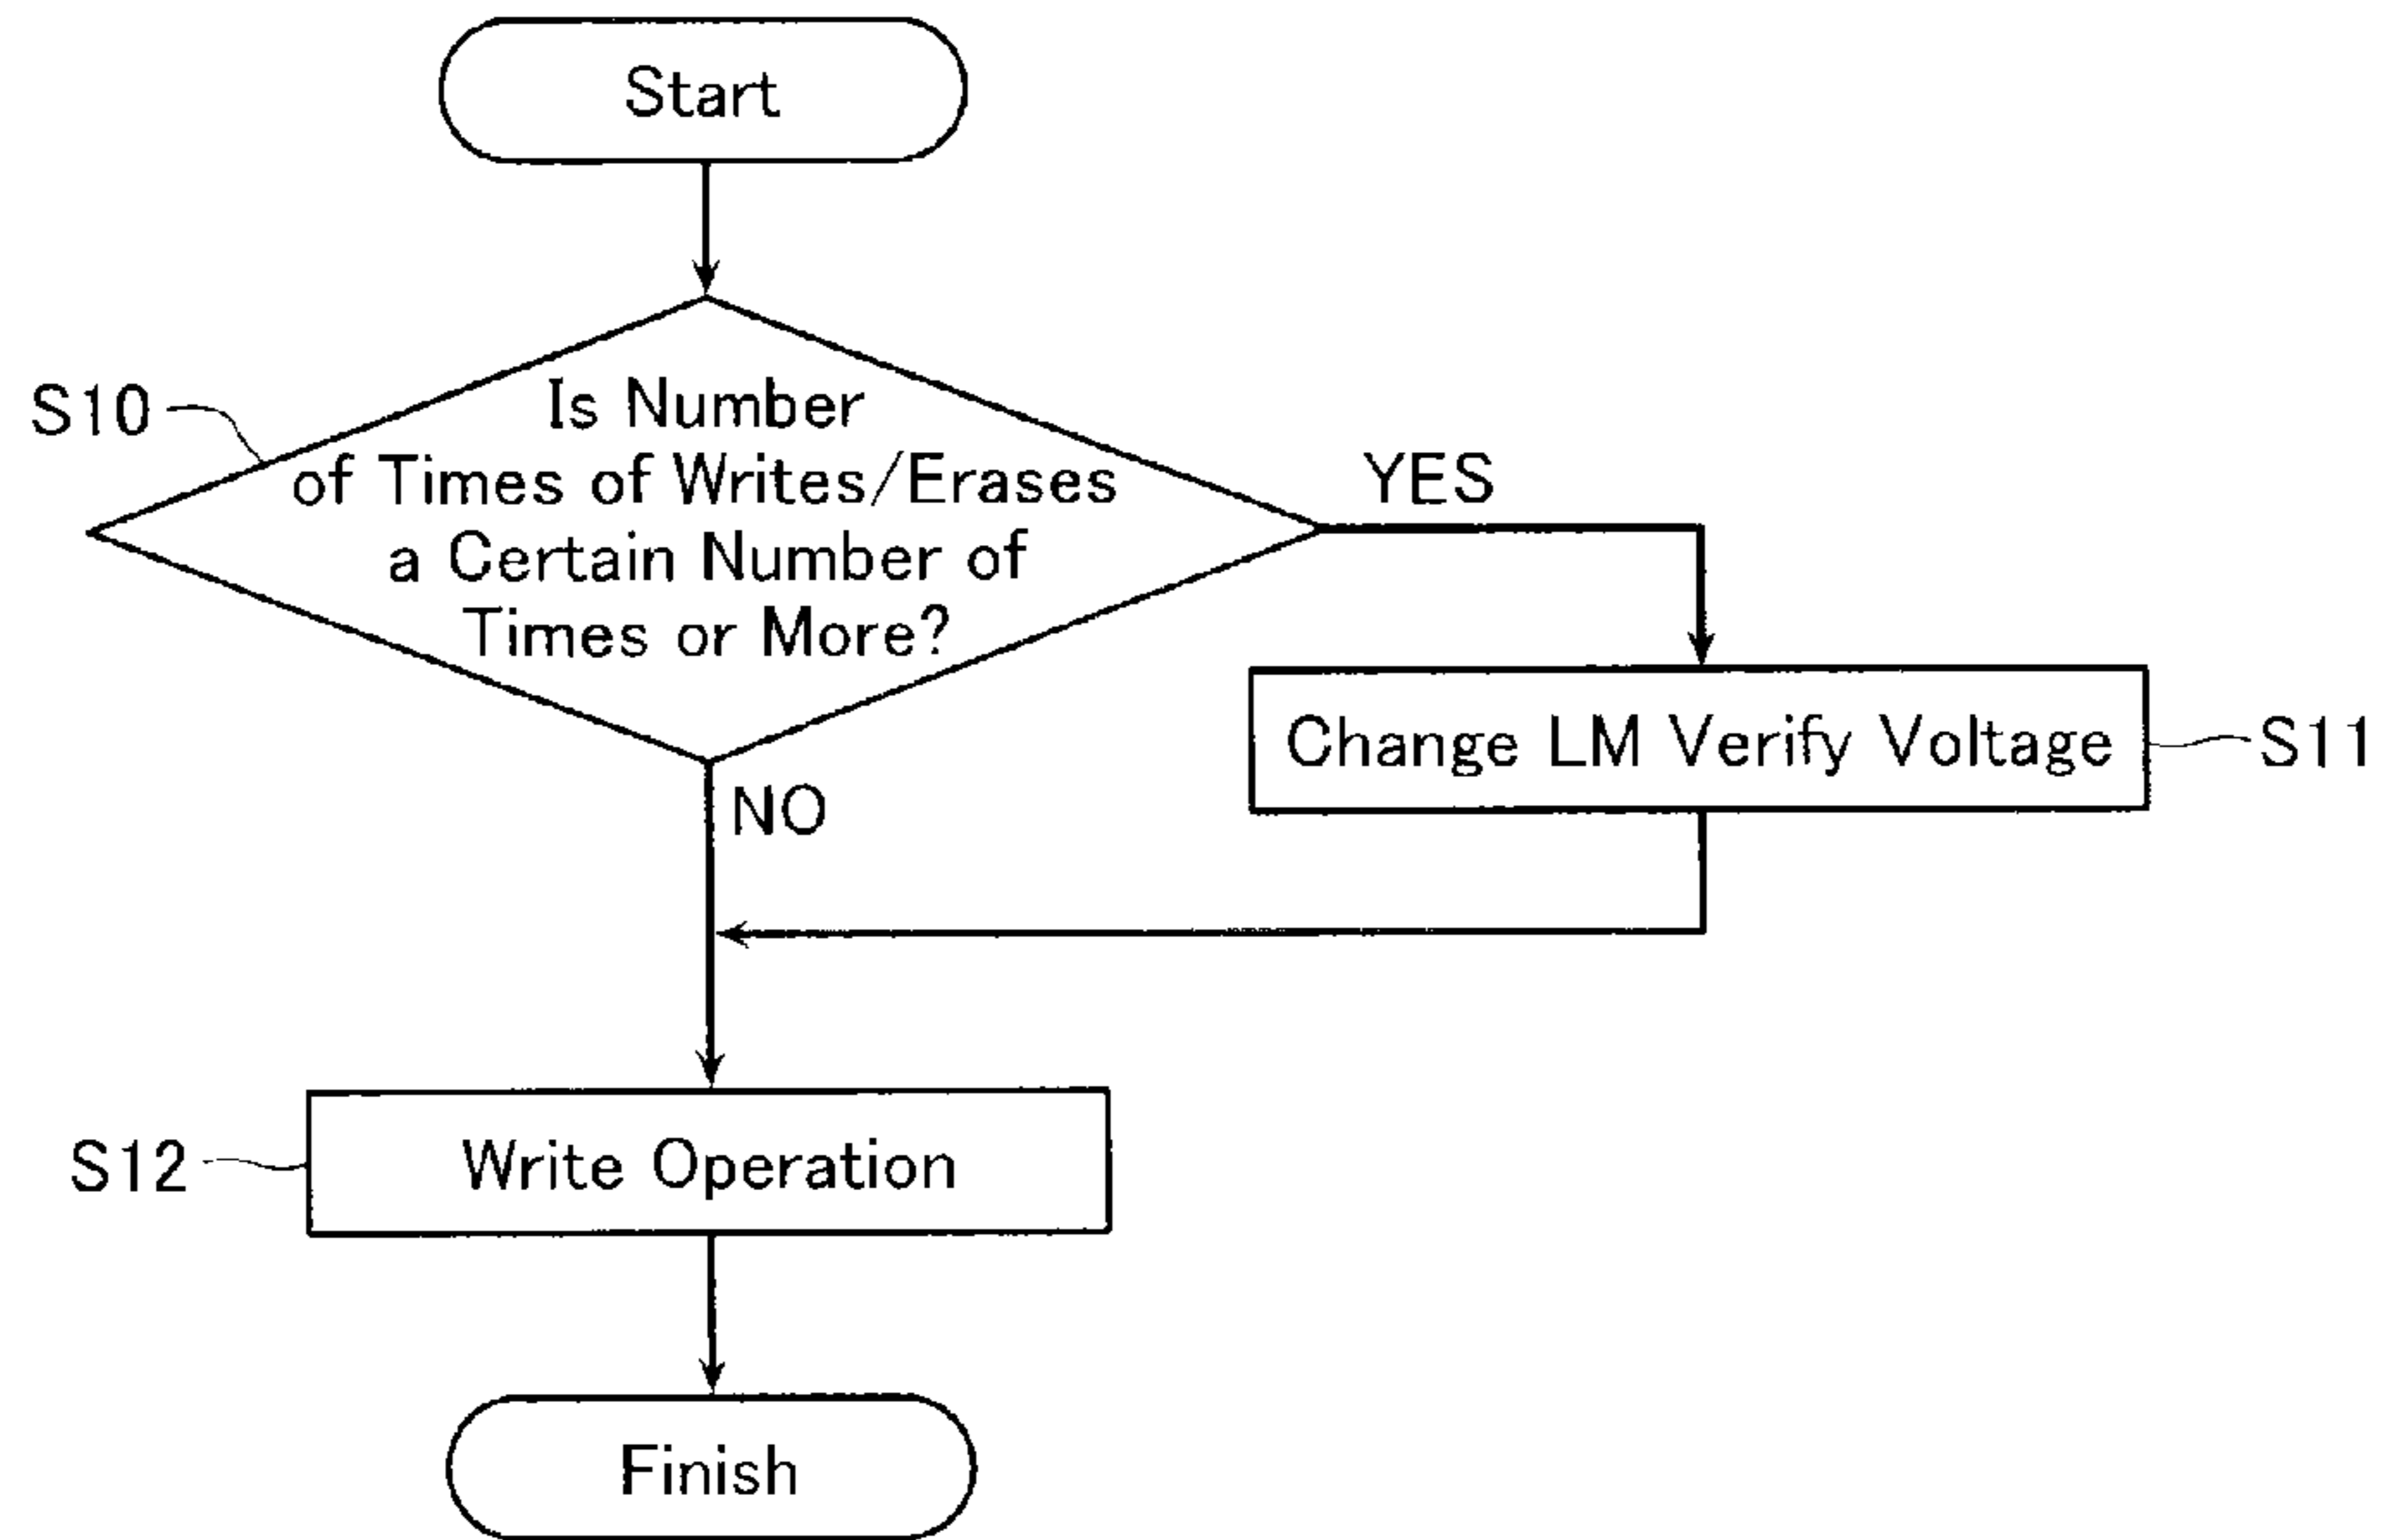 Start
S10
Is Number
of Times of Writes/Erases
a Certain Number of
Times or More?
YES
Change LM Verify Voltage
S11
NO
S12
Write Operation
Finish